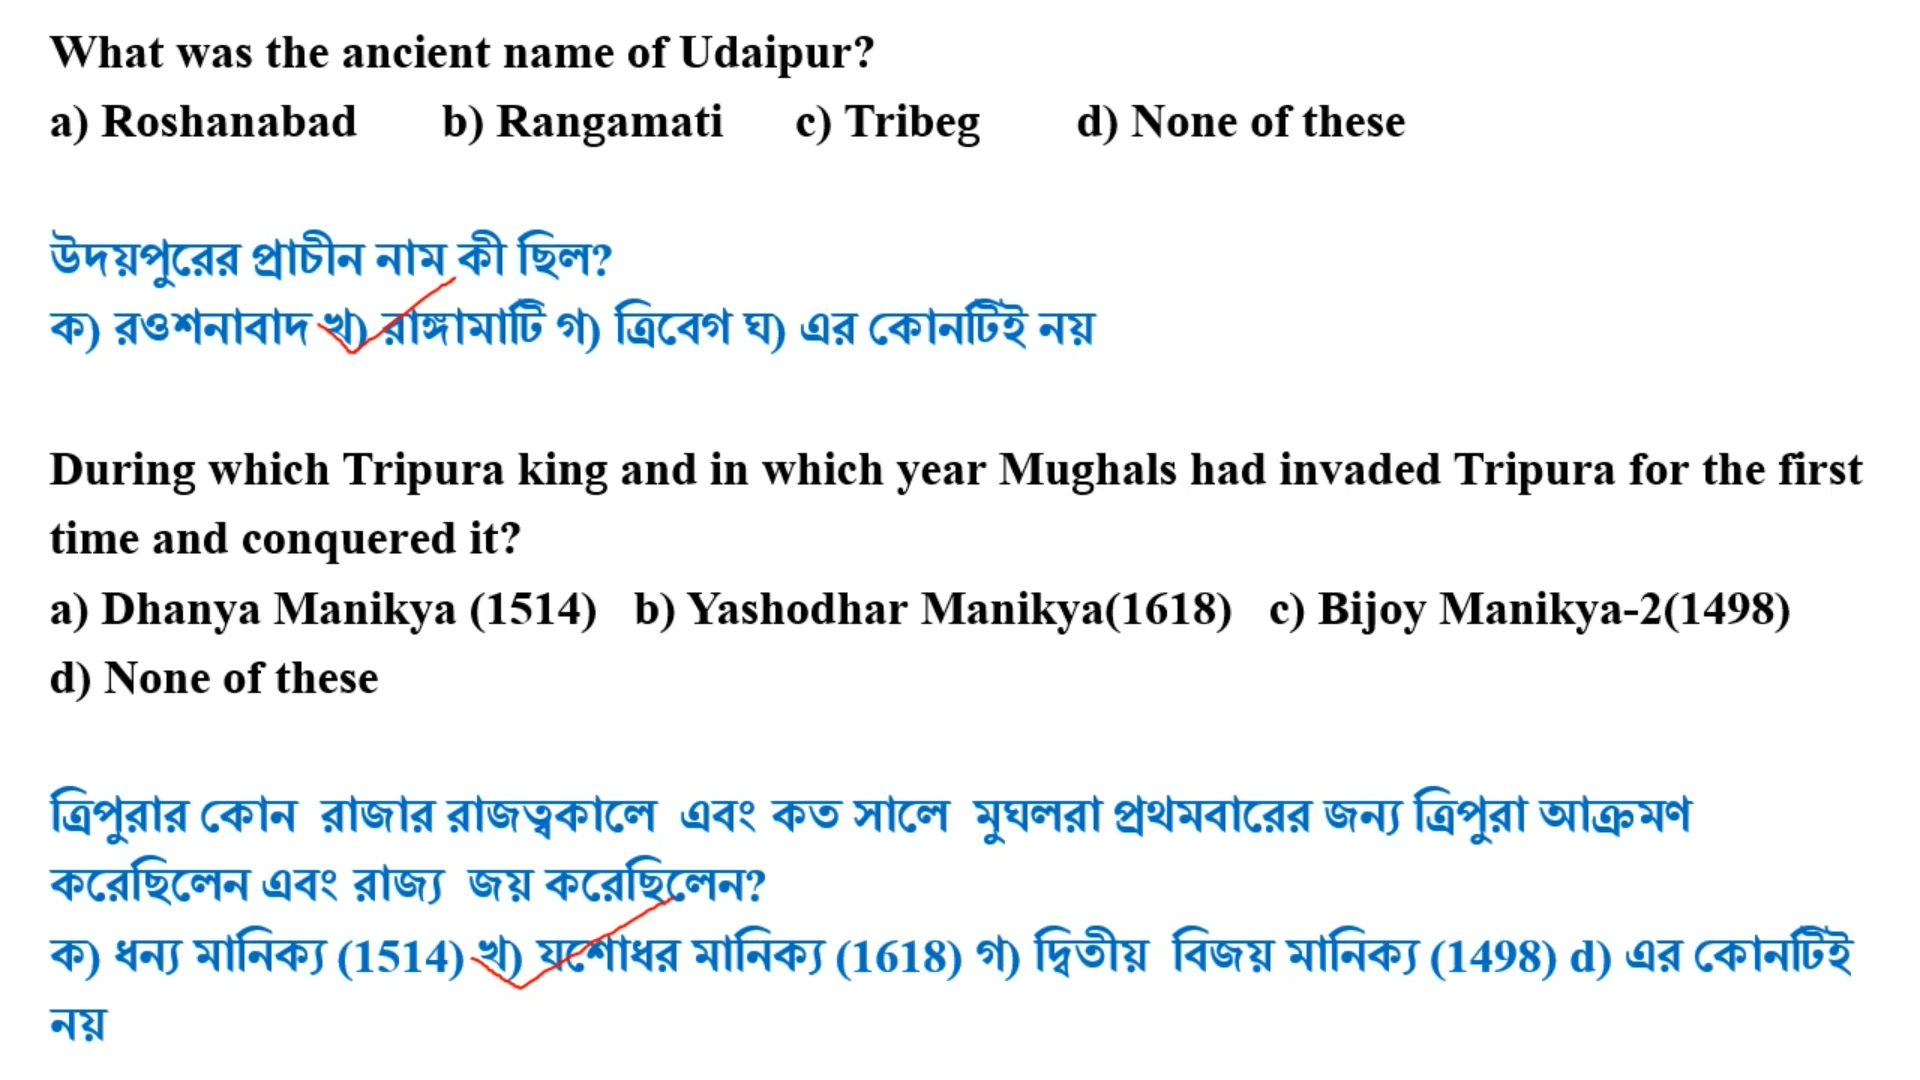 What was the ancient name of Udaipur?
a) Roshanabad b) Rangamati c) Tribeg d) None of these
উদয়পুরের প্রাচীন নাম কী ছিল?
ক) রওশনাবাদ খ) রাঙ্গামাটি গ) ত্রিবেগ ঘ) এর কোনটিই নয়
During which Tripura king and in which year Mughals had invaded Tripura for the first
time and conquered it?
a) Dhanya Manikya (1514) b) Yashodhar Manikya(1618) c) Bijoy Manikya-2(1498)
d) None of these
ত্রিপুরার কোন রাজার রাজত্বকালে এবং কত সালে মুঘলরা প্রথমবারের জন্য ত্রিপুরা আক্রমণ
করেছিলেন এবং রাজ্য জয় করেছিলেন?
ক) ধন্য মানিক্য (1514) খ) যশোধর মানিক্য (1618) গ) দ্বিতীয় বিজয় মানিক্য (1498) d) এর কোনটিই
নয়